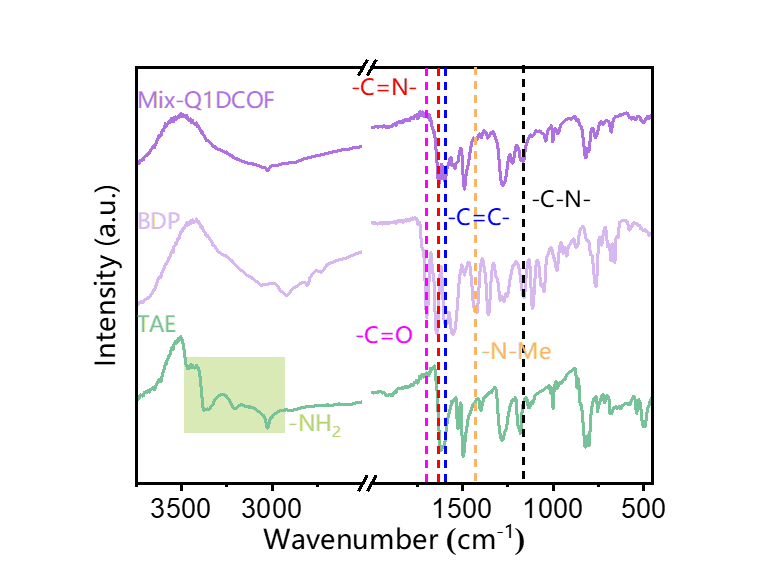 -C=N-
Mix-Q1DCOF
-C-N-
BDP
-C=C-
TAE
-C=O
-N-Me
-NH₂
Intensity (a.u.)
3500 3000 1500 1000 500
Wavenumber (cm⁻¹)